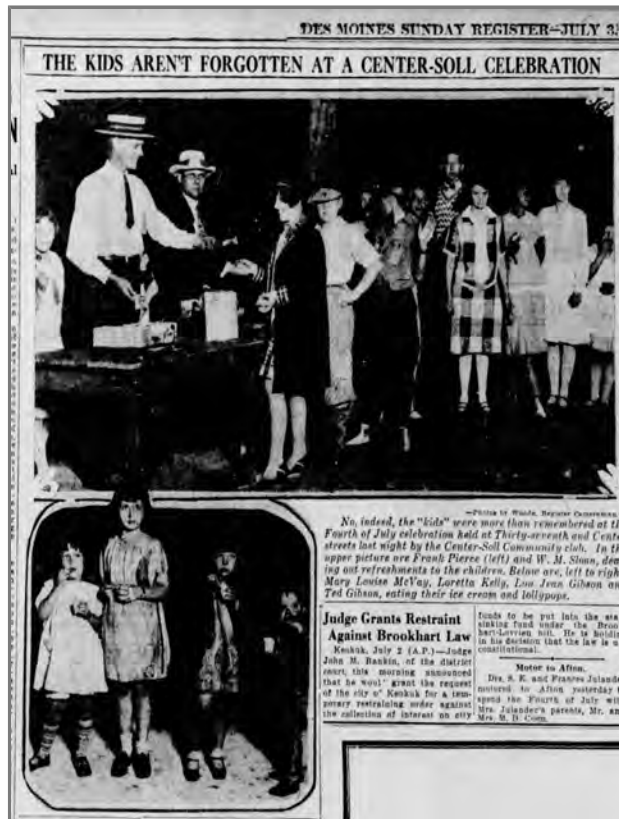 DES MOINES SUNDAY REGISTER—JULY 3
THE KIDS AREN'T FORGOTTEN AT A CENTER-SOLL CELEBRATION
—Photos by Woods, Register Cameraman.
No, indeed, the "kids" were more than remembered at th
Fourth of July celebration held at Thirty-seventh and Cente
streets last night by the Center-Soll Community club. In th
upper picture are Frank Pierce (left) and W. M. Sloan, deal
ing out refreshments to the children. Below are, left to righ
Mary Louise McVay, Loretta Kelly, Lou Jean Gibson an
Ted Gibson, eating their ice cream and lollypops.
Judge Grants Restraint
Against Brookhart Law
Keokuk, July 2 (A.P.)—Judge
John M. Rankin, of the district
court, this morning announced
that he woul' grant the request
of the city o' Keokuk for a tem-
porary restraining order against
the collection of interest on city
funds to be put into the stat
sinking fund under the Broo
hart-Lovrien bill. He is holdin
in his decision that the law is u
constitutional.
Motor to Afton.
Drs. S. E. and Frances Julande
motored to Afton yesterday t
spend the Fourth of July wit
Mrs. Julander's parents, Mr. an
Mrs. M. D. Coon.